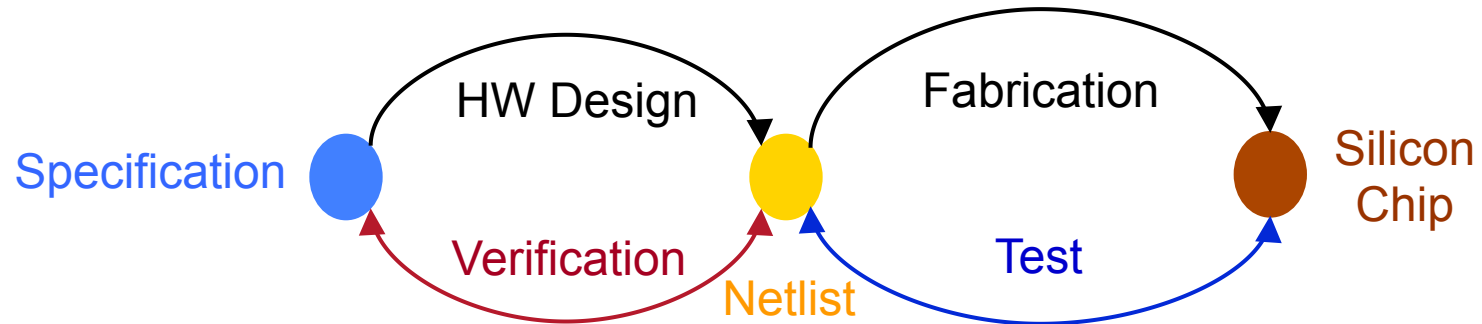 HW Design
Fabrication
Specification
Silicon
Chip
Verification
Test
Netlist